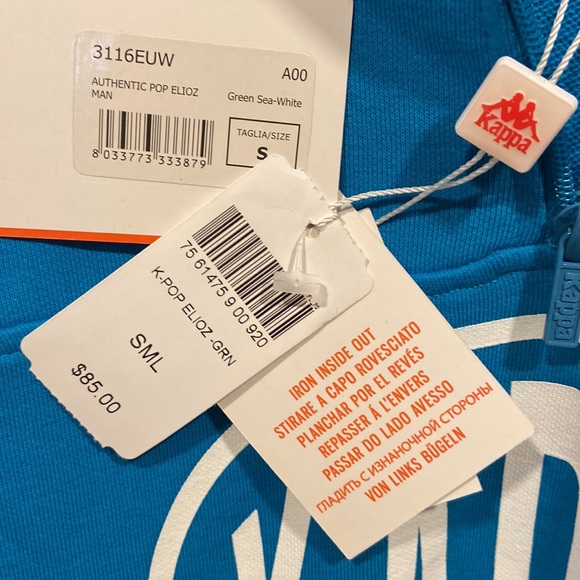 3116EUW
A00
AUTHENTIC POP ELIOZ
MAN
Green Sea-White
TAGLIA/SIZE
S
8 033773 333879
Kappa
Kappa
75 61475 9 00 920
K-POP ELIOZ -GRN
SML
$85.00
IRON INSIDE OUT
STIRARE A CAPO ROVESCIATO
PLANCHAR POR EL REVÉS
REPASSER À L'ENVERS
PASSAR DO LADO AVESSO
ГЛАДИТЬ С ИЗНАНОЧНОЙ СТОРОНЫ
VON LINKS BÜGELN